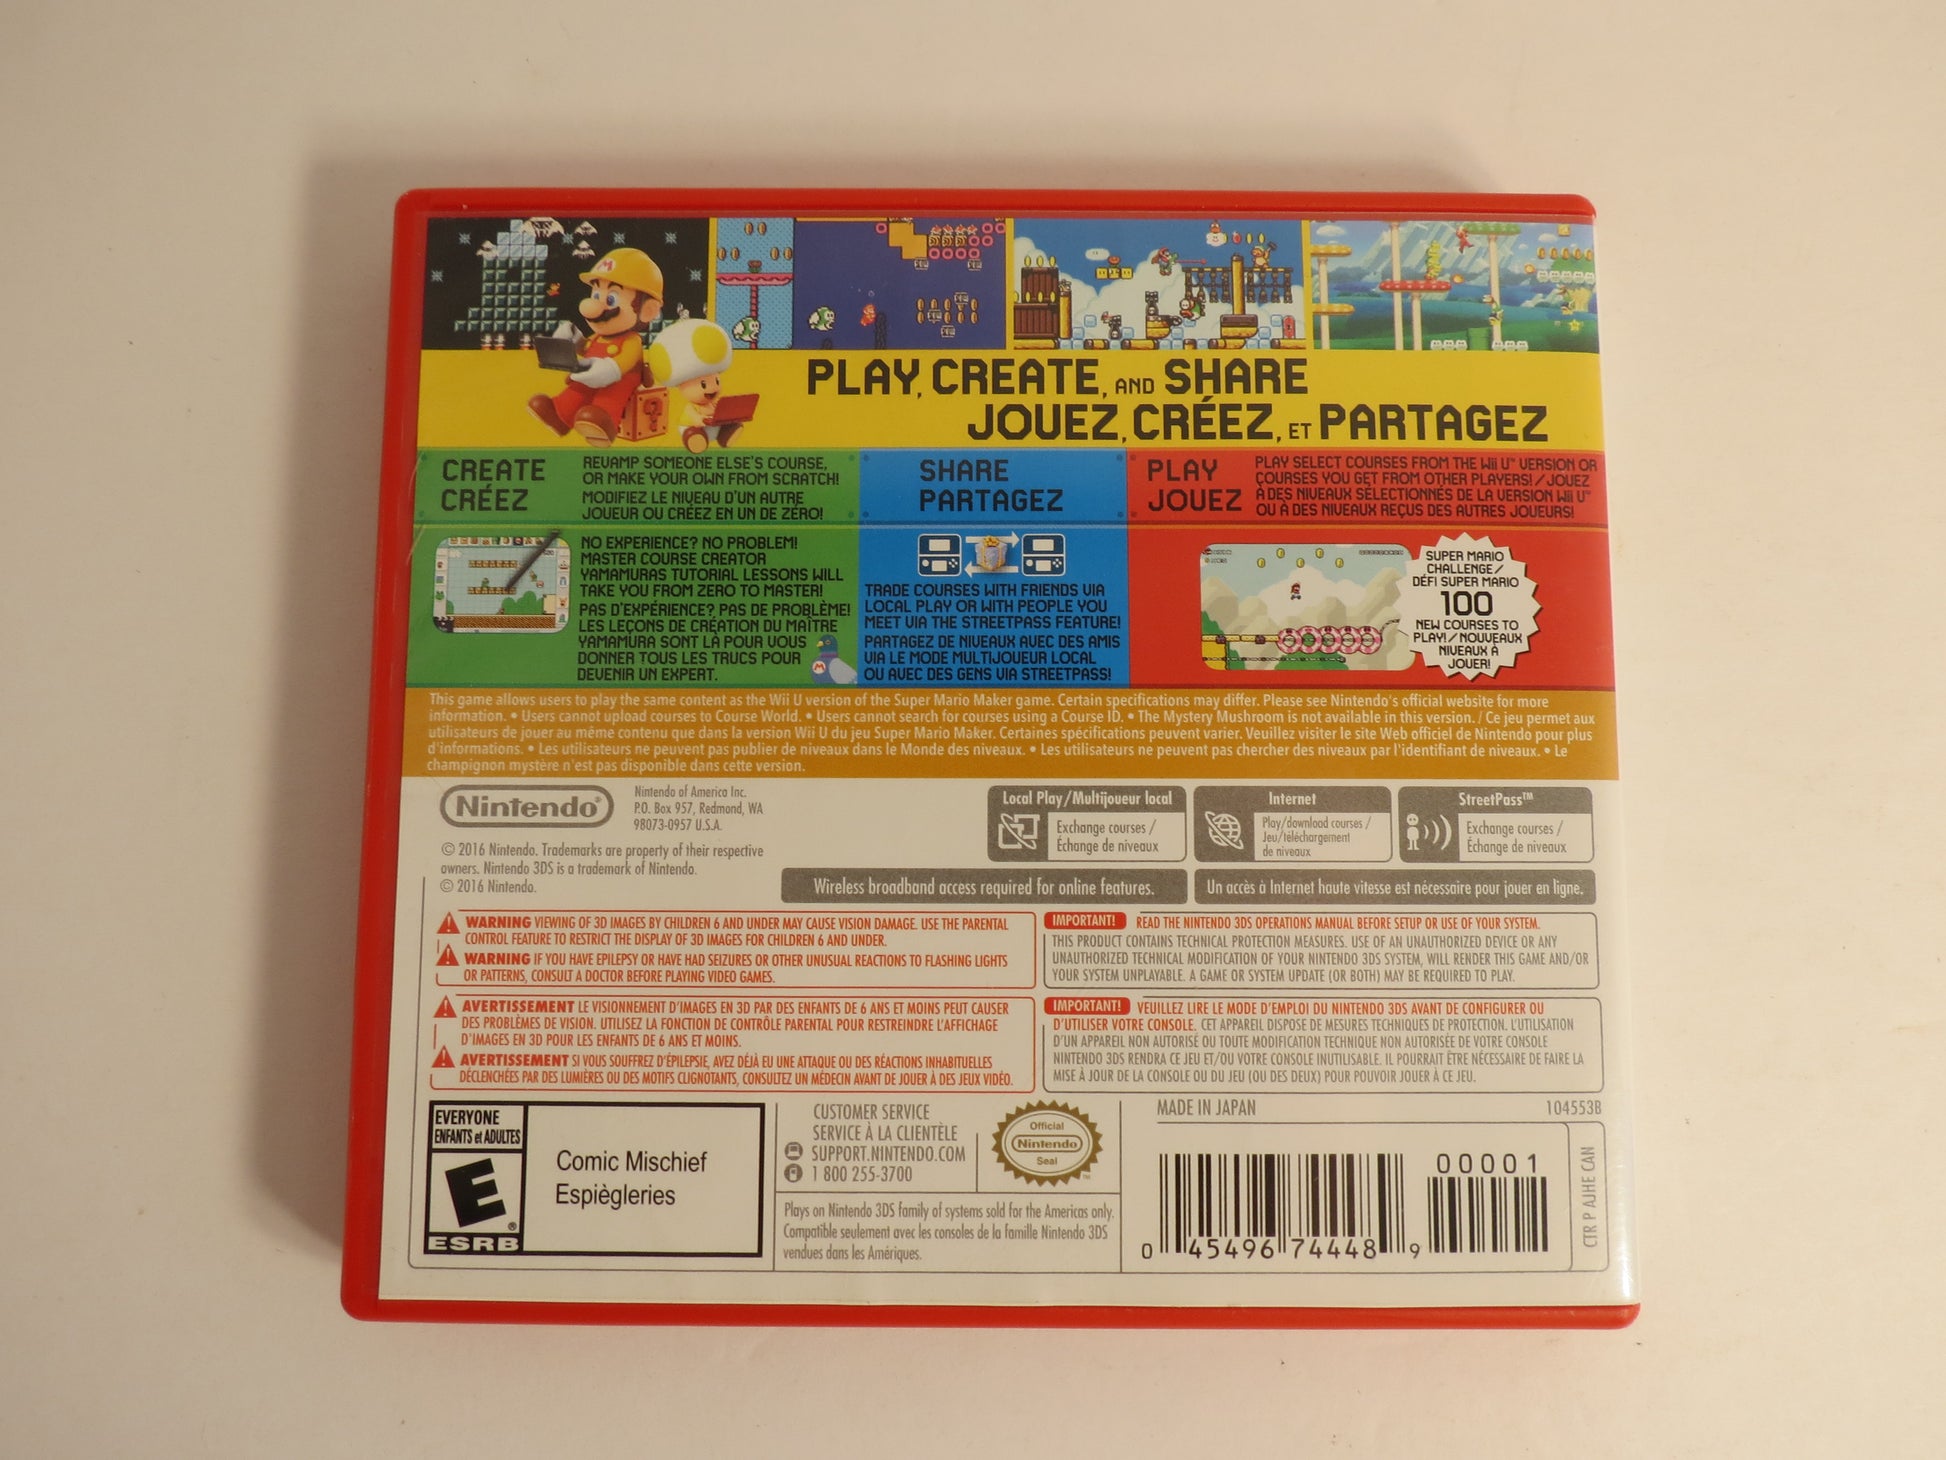 PLAY, CREATE, AND SHARE
JOUEZ, CRÉEZ, ET PARTAGEZ
CREATE
CRÉEZ
REVAMP SOMEONE ELSE'S COURSE,
OR MAKE YOUR OWN FROM SCRATCH!
MODIFIEZ LE NIVEAU D'UN AUTRE
JOUEUR OU CRÉEZ EN UN DE ZÉRO!
NO EXPERIENCE? NO PROBLEM!
MASTER COURSE CREATOR
YAMAMURAS TUTORIAL LESSONS WILL
TAKE YOU FROM ZERO TO MASTER!
PAS D'EXPÉRIENCE? PAS DE PROBLÈME!
LES LEÇONS DE CRÉATION DU MAÎTRE
YAMAMURA SONT LÀ POUR VOUS
DONNER TOUS LES TRUCS POUR
DEVENIR UN EXPERT.
SHARE
PARTAGEZ
TRADE COURSES WITH FRIENDS VIA
LOCAL PLAY OR WITH PEOPLE YOU
MEET VIA THE STREETPASS FEATURE!
PARTAGEZ DE NIVEAUX AVEC DES AMIS
VIA LE MODE MULTIJOUEUR LOCAL
OU AVEC DES GENS VIA STREETPASS!
PLAY
JOUEZ
PLAY SELECT COURSES FROM THE Wii U™ VERSION OR
COURSES YOU GET FROM OTHER PLAYERS! / JOUEZ
À DES NIVEAUX SÉLECTIONNÉS DE LA VERSION Wii U™
OU À DES NIVEAUX REÇUS DES AUTRES JOUEURS!
SUPER MARIO
CHALLENGE /
DÉFI SUPER MARIO
100
NEW COURSES TO
PLAY! / NOUVEAUX
NIVEAUX À
JOUER!
This game allows users to play the same content as the Wii U version of the Super Mario Maker game. Certain specifications may differ. Please see Nintendo's official website for more
information. • Users cannot upload courses to Course World. • Users cannot search for courses using a Course ID. • The Mystery Mushroom is not available in this version. / Ce jeu permet aux
utilisateurs de jouer au même contenu que dans la version Wii U du jeu Super Mario Maker. Certaines spécifications peuvent varier. Veuillez visiter le site Web officiel de Nintendo pour plus
d'informations. • Les utilisateurs ne peuvent pas publier de niveaux dans le Monde des niveaux. • Les utilisateurs ne peuvent pas chercher des niveaux par l'identifiant de niveaux. • Le
champignon mystère n'est pas disponible dans cette version.
Nintendo®
Nintendo of America Inc.
P.O. Box 957, Redmond, WA
98073-0957 U.S.A.
© 2016 Nintendo. Trademarks are property of their respective
owners. Nintendo 3DS is a trademark of Nintendo.
© 2016 Nintendo.
Local Play/Multijoueur local
Exchange courses /
Échange de niveaux
Internet
Play/download courses /
Jeu/téléchargement
de niveaux
StreetPass™
Exchange courses /
Échange de niveaux
Wireless broadband access required for online features.
Un accès à Internet haute vitesse est nécessaire pour jouer en ligne.
WARNING VIEWING OF 3D IMAGES BY CHILDREN 6 AND UNDER MAY CAUSE VISION DAMAGE. USE THE PARENTAL
CONTROL FEATURE TO RESTRICT THE DISPLAY OF 3D IMAGES FOR CHILDREN 6 AND UNDER.
WARNING IF YOU HAVE EPILEPSY OR HAVE HAD SEIZURES OR OTHER UNUSUAL REACTIONS TO FLASHING LIGHTS
OR PATTERNS, CONSULT A DOCTOR BEFORE PLAYING VIDEO GAMES.
IMPORTANT! READ THE NINTENDO 3DS OPERATIONS MANUAL BEFORE SETUP OR USE OF YOUR SYSTEM.
THIS PRODUCT CONTAINS TECHNICAL PROTECTION MEASURES. USE OF AN UNAUTHORIZED DEVICE OR ANY
UNAUTHORIZED TECHNICAL MODIFICATION OF YOUR NINTENDO 3DS SYSTEM, WILL RENDER THIS GAME AND/OR
YOUR SYSTEM UNPLAYABLE. A GAME OR SYSTEM UPDATE (OR BOTH) MAY BE REQUIRED TO PLAY.
AVERTISSEMENT LE VISIONNEMENT D'IMAGES EN 3D PAR DES ENFANTS DE 6 ANS ET MOINS PEUT CAUSER
DES PROBLÈMES DE VISION. UTILISEZ LA FONCTION DE CONTRÔLE PARENTAL POUR RESTREINDRE L'AFFICHAGE
D'IMAGES EN 3D POUR LES ENFANTS DE 6 ANS ET MOINS.
AVERTISSEMENT SI VOUS SOUFFREZ D'ÉPILEPSIE, AVEZ DÉJÀ EU UNE ATTAQUE OU DES RÉACTIONS INHABITUELLES
DÉCLENCHÉES PAR DES LUMIÈRES OU DES MOTIFS CLIGNOTANTS, CONSULTEZ UN MÉDECIN AVANT DE JOUER À DES JEUX VIDÉO.
IMPORTANT! VEUILLEZ LIRE LE MODE D'EMPLOI DU NINTENDO 3DS AVANT DE CONFIGURER OU
D'UTILISER VOTRE CONSOLE. CET APPAREIL DISPOSE DE MESURES TECHNIQUES DE PROTECTION. L'UTILISATION
D'UN APPAREIL NON AUTORISÉ OU TOUTE MODIFICATION TECHNIQUE NON AUTORISÉE DE VOTRE CONSOLE
NINTENDO 3DS RENDRA CE JEU ET/OU VOTRE CONSOLE INUTILISABLE. IL POURRAIT ÊTRE NÉCESSAIRE DE FAIRE LA
MISE À JOUR DE LA CONSOLE OU DU JEU (OU DES DEUX) POUR POUVOIR JOUER À CE JEU.
EVERYONE
ENFANTS et ADULTES
E
ESRB
Comic Mischief
Espiègleries
CUSTOMER SERVICE
SERVICE À LA CLIENTÈLE
SUPPORT.NINTENDO.COM
1 800 255-3700
Official
Nintendo
Seal
Plays on Nintendo 3DS family of systems sold for the Americas only.
Compatible seulement avec les consoles de la famille Nintendo 3DS
vendues dans les Amériques.
MADE IN JAPAN
104553B
00001
0 45496 74448 9
CTR P AJHE CAN